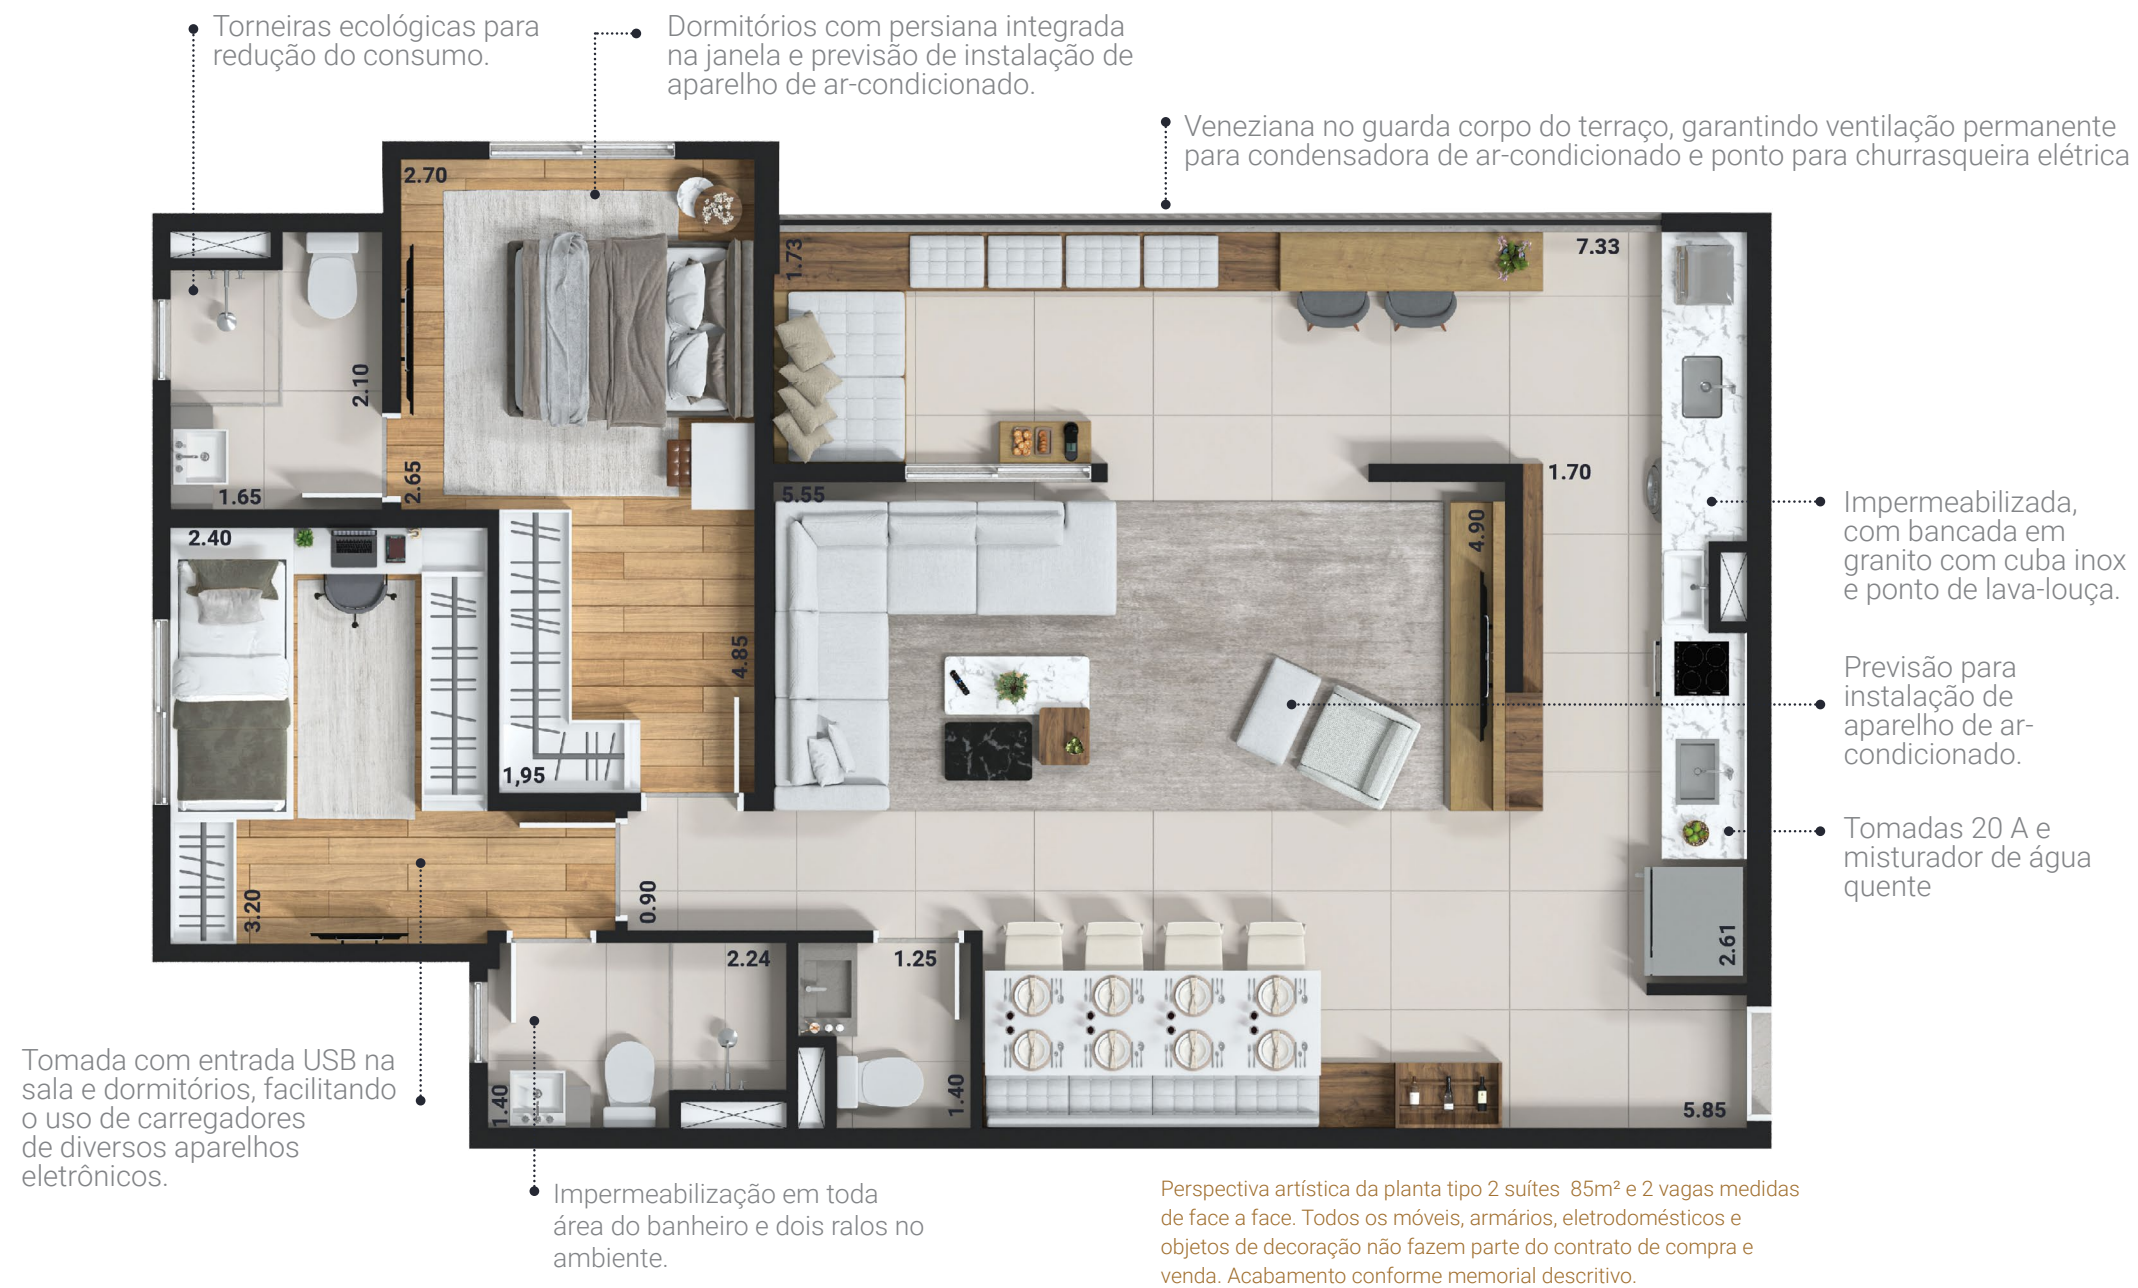 Torneiras ecológicas para
redução do consumo.
Dormitórios com persiana integrada
na janela e previsão de instalação de
aparelho de ar-condicionado.
Veneziana no guarda corpo do terraço, garantindo ventilação permanente
para condensadora de ar-condicionado e ponto para churrasqueira elétrica
2.70
1.73
7.33
2.10
2.65
1.65
5.55
4.90
1.70
2.40
4.85
1,95
3.20
0.90
2.24
1.25
2.61
1.40
1.40
5.85
Impermeabilizada,
com bancada em
granito com cuba inox
e ponto de lava-louça.
Previsão para
instalação de
aparelho de ar-
condicionado.
Tomadas 20 A e
misturador de água
quente
Tomada com entrada USB na
sala e dormitórios, facilitando
o uso de carregadores
de diversos aparelhos
eletrônicos.
Impermeabilização em toda
área do banheiro e dois ralos no
ambiente.
Perspectiva artística da planta tipo 2 suítes 85m² e 2 vagas medidas
de face a face. Todos os móveis, armários, eletrodomésticos e
objetos de decoração não fazem parte do contrato de compra e
venda. Acabamento conforme memorial descritivo.